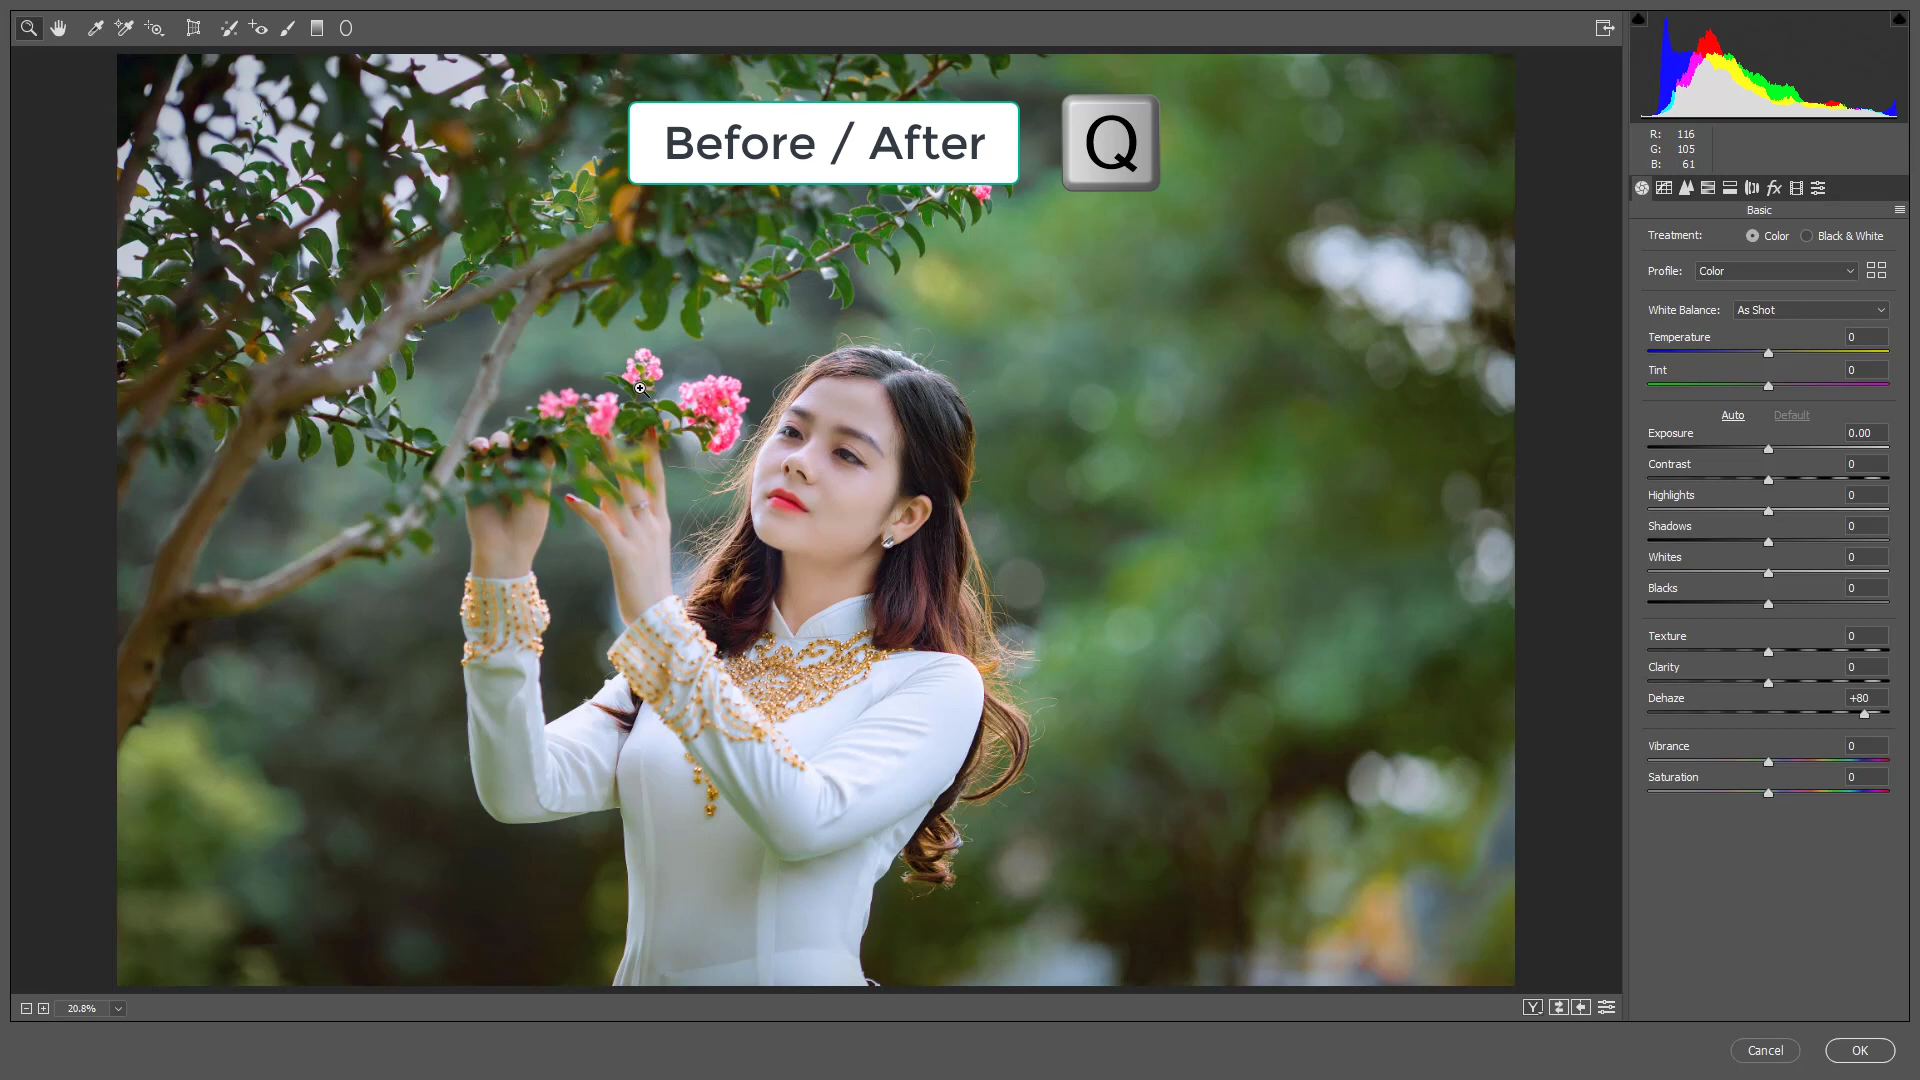 Before / After
Q
R: 116
G: 105
B: 61
fx
Basic
Treatment: Color Black & White
Profile: Color
White Balance: As Shot
Temperature 0
Tint 0
Auto Default
Exposure 0.00
Contrast 0
Highlights 0
Shadows 0
Whites 0
Blacks 0
Texture 0
Clarity 0
Dehaze +80
Vibrance 0
Saturation 0
20.8% Y
Cancel OK